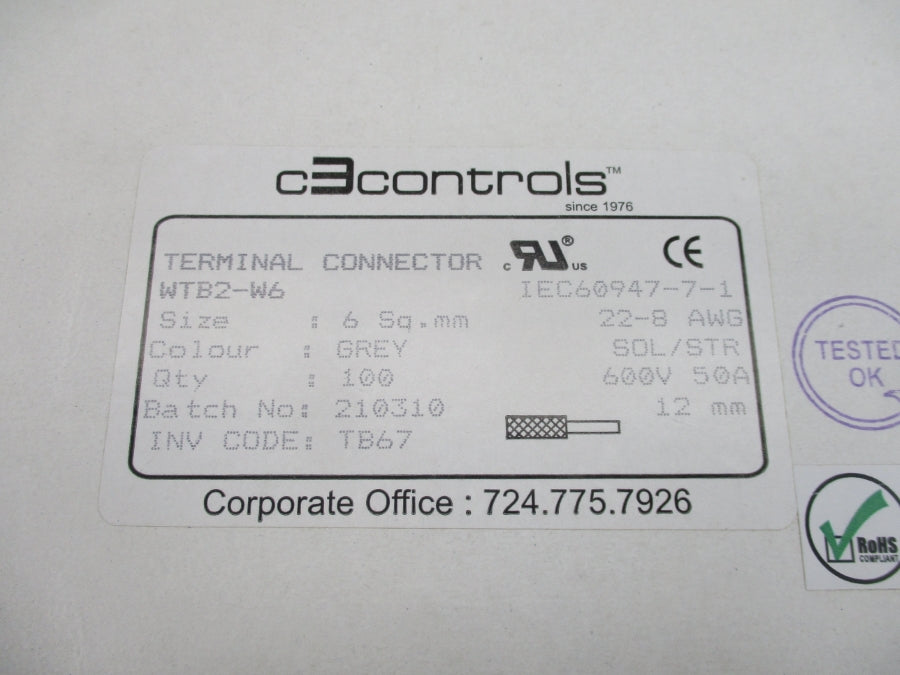 c3controls™
since 1976
TERMINAL CONNECTOR c RU® US CE
WTB2-W6 IEC60947-7-1
Size : 6 Sq.mm 22-8 AWG
Colour : GREY SOL/STR
Qty : 100 600V 50A
Batch No: 210310 12 mm
INV CODE: TB67
Corporate Office : 724.775.7926
TESTED
OK
RoHS
COMPLIANT